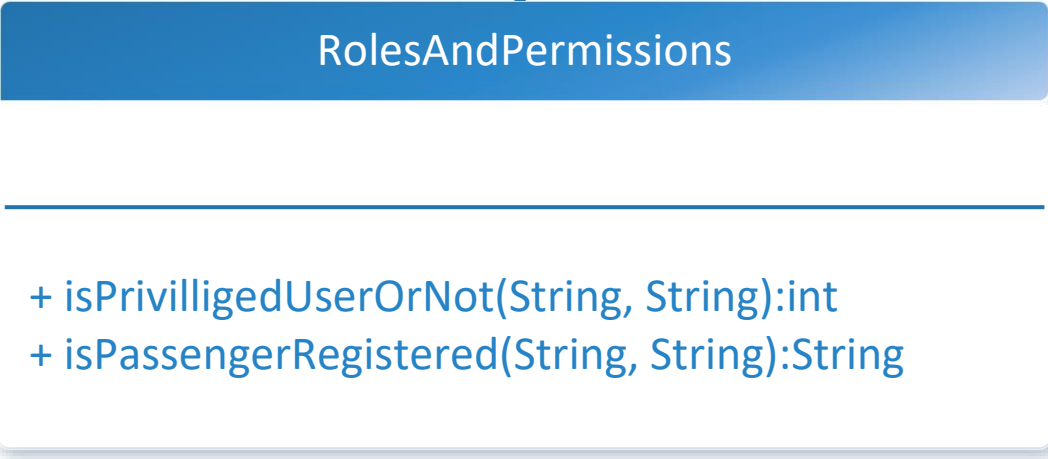 RolesAndPermissions
+ isPrivilligedUserOrNot(String, String):int
+ isPassengerRegistered(String, String):String